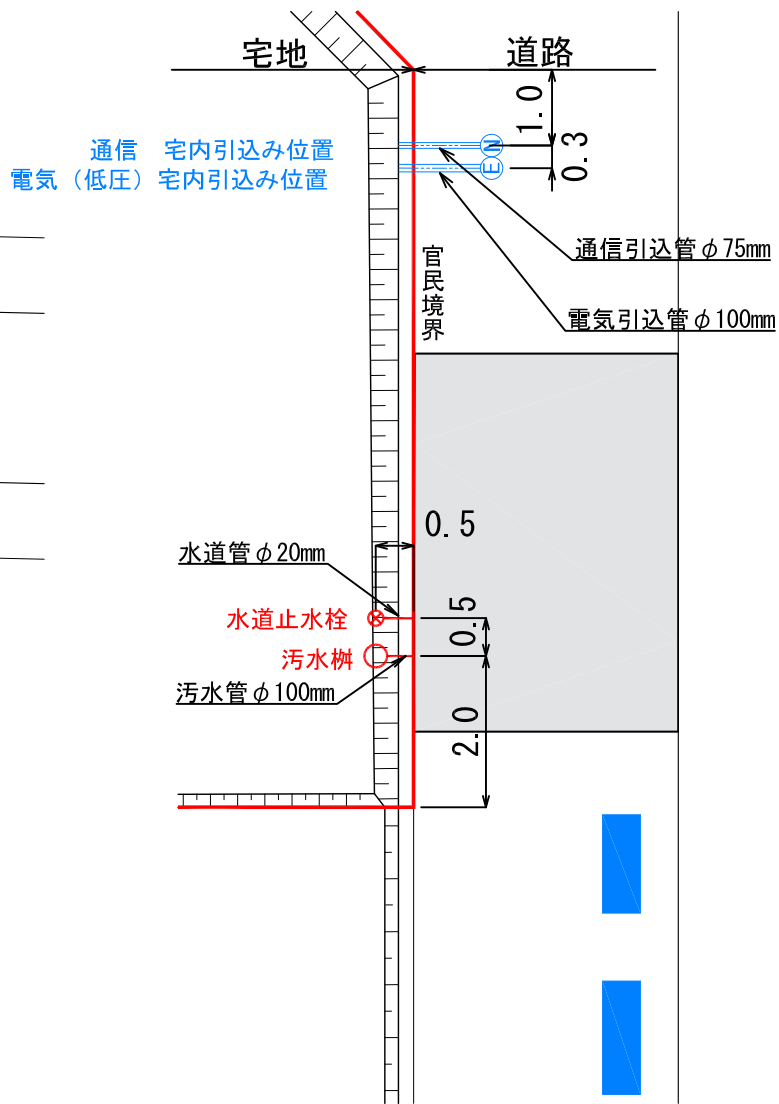 宅地
道路
1.0
0.3
通信　宅内引込み位置
電気（低圧）宅内引込み位置
N
E
官民境界
通信引込管φ75mm
電気引込管φ100mm
0.5
水道管φ20mm
水道止水栓
0.5
汚水桝
汚水管φ100mm
2.0